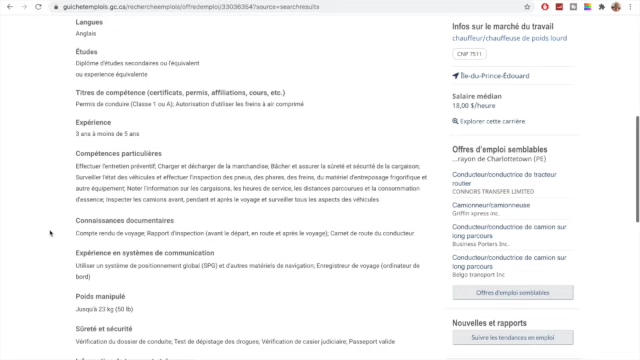 guichetemplois.gc.ca/rechercheemplois/offredemploi/33036354?source=searchresults
Langues
Anglais
Études
Diplôme d'études secondaires ou l'équivalent
ou experience équivalente
Titres de compétence (certificats, permis, affiliations, cours, etc.)
Permis de conduire (Classe 1 ou A); Autorisation d'utiliser les freins à air comprimé
Expérience
3 ans à moins de 5 ans
Compétences particulières
Effectuer l'entretien préventif; Charger et décharger de la marchandise; Bâcher et assurer la sûreté et sécurité de la cargaison;
Surveiller l'état des véhicules et effectuer l'inspection des pneus, des phares, des freins, du matériel d'entreposage frigorifique et
autre équipement; Noter l'information sur les cargaisons, les heures de service, les distances parcourues et la consommation
d'essence; Inspecter les camions avant, pendant et après le voyage et surveiller tous les aspects des véhicules
Connaissances documentaires
Compte rendu de voyage; Rapport d'inspection (avant le départ, en route et après le voyage); Carnet de route du conducteur
Expérience en systèmes de communication
Utiliser un système de positionnement global (SPG) et d'autres matériels de navigation; Enregistreur de voyage (ordinateur de
bord)
Poids manipulé
Jusqu'à 23 kg (50 lb)
Sûreté et sécurité
Vérification du dossier de conduite; Test de dépistage des drogues; Vérification de casier judiciaire; Passeport valide
Infos sur le marché du travail
chauffeur/chauffeuse de poids lourd
CNP 7511
Île-du-Prince-Édouard
Salaire médian
18,00 $/heure
Explorer cette carrière
Offres d'emploi semblables
...rayon de Charlottetown (PE)
Conducteur/conductrice de tracteur
routier
CONNORS TRANSFER LIMITED
Camionneur/camionneuse
Griffin xpress inc.
Conducteur/conductrice de camion sur
long parcours
Business Porters Inc.
Conducteur/conductrice de camion sur
long parcours
Belgo transport Inc
Offres d'emploi semblables
Nouvelles et rapports
Suivre les tendances en emploi